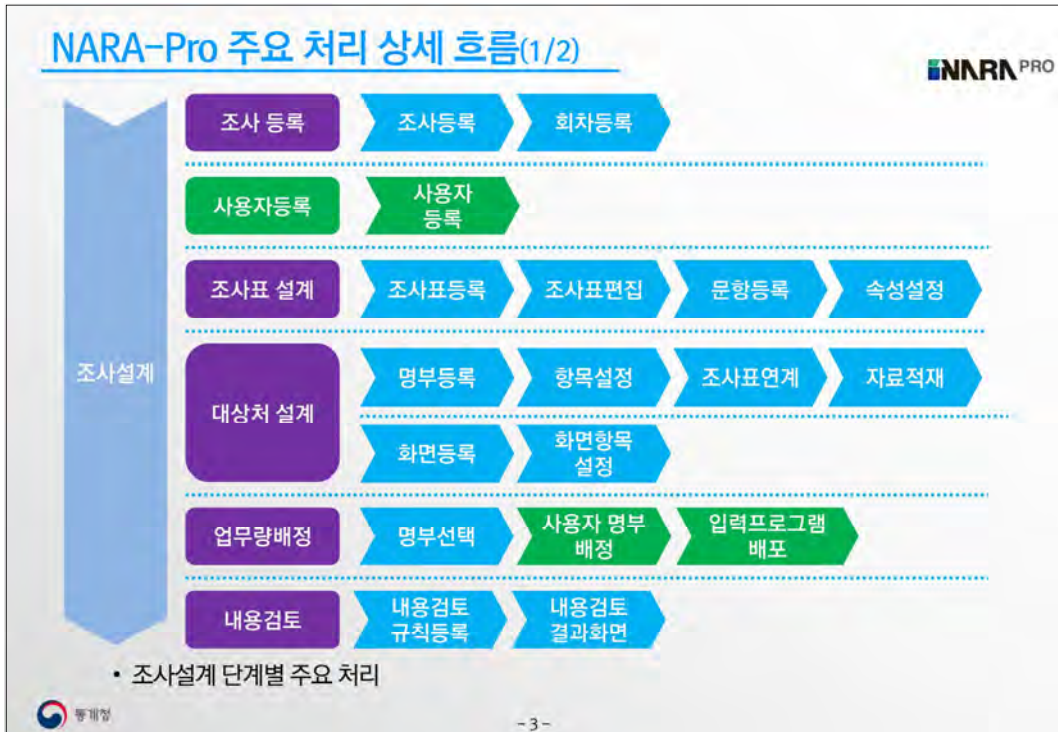 NARA-Pro 주요 처리 상세 흐름(1/2)
NARA PRO
조사 등록
조사등록
회차등록
사용자등록
사용자
등록
조사표 설계
조사표등록
조사표편집
문항등록
속성설정
조사설계
대상처 설계
명부등록
항목설정
조사표연계
자료적재
화면등록
화면항목
설정
업무량배정
명부선택
사용자 명부
배정
입력프로그램
배포
내용검토
내용검토
규칙등록
내용검토
결과화면
• 조사설계 단계별 주요 처리
통계청
- 3 -